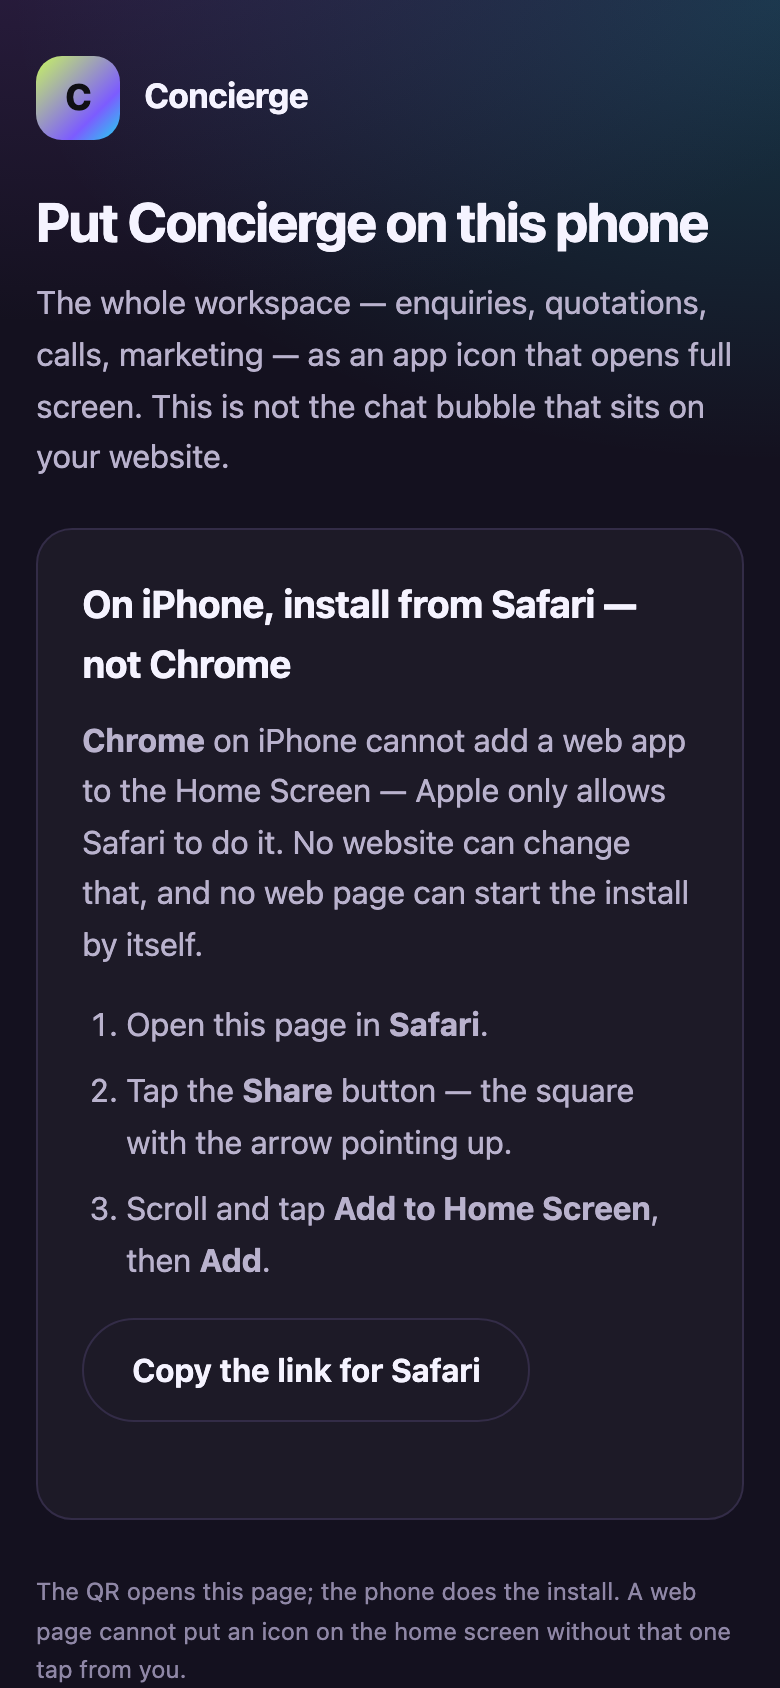 C
Concierge
Put Concierge on this phone
The whole workspace — enquiries, quotations,
calls, marketing — as an app icon that opens full
screen. This is not the chat bubble that sits on
your website.
On iPhone, install from Safari —
not Chrome
Chrome on iPhone cannot add a web app
to the Home Screen — Apple only allows
Safari to do it. No website can change
that, and no web page can start the install
by itself.
1. Open this page in Safari.
2. Tap the Share button — the square
with the arrow pointing up.
3. Scroll and tap Add to Home Screen,
then Add.
Copy the link for Safari
The QR opens this page; the phone does the install. A web
page cannot put an icon on the home screen without that one
tap from you.